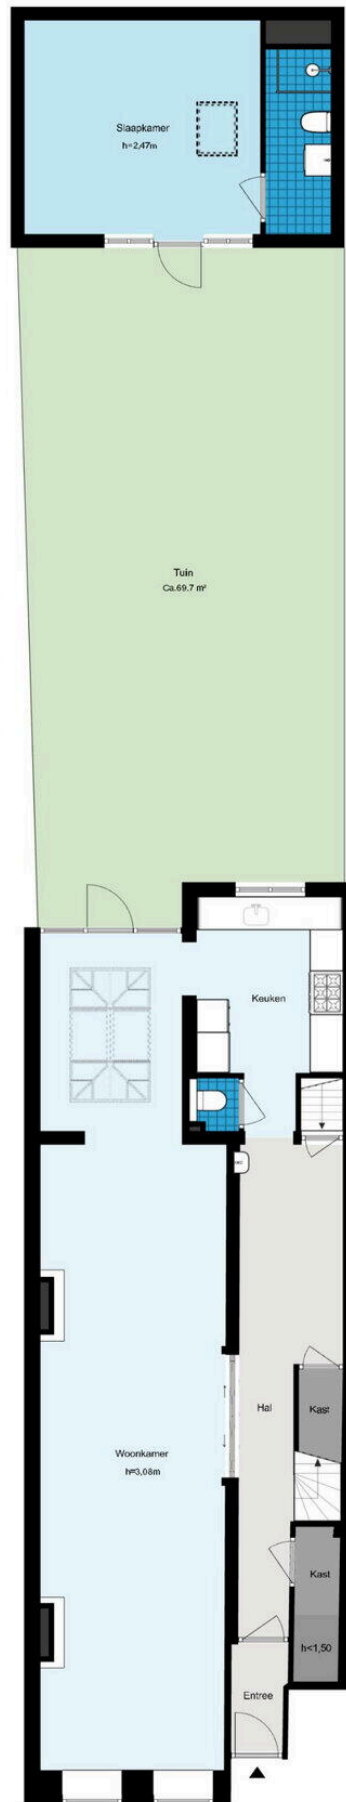 Slaapkamer
h=2,47m
Tuin
Ca.69.7 m²
Keuken
Hal
Kast
Woonkamer
h=3,08m
Kast
h<1,50
Entree